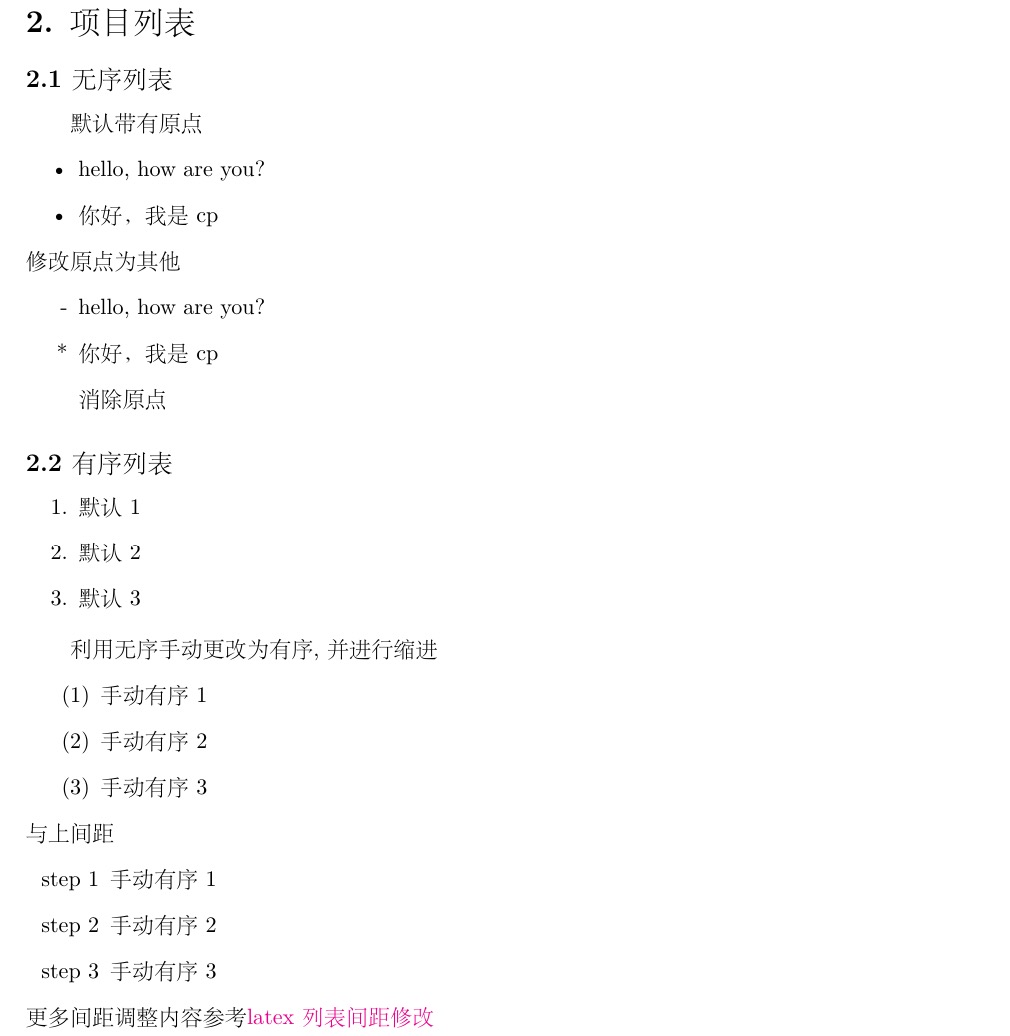 2. 项目列表
2.1 无序列表
默认带有原点
• hello, how are you?
• 你好，我是 cp
修改原点为其他
- hello, how are you?
* 你好，我是 cp
消除原点
2.2 有序列表
1. 默认 1
2. 默认 2
3. 默认 3
利用无序手动更改为有序, 并进行缩进
(1) 手动有序 1
(2) 手动有序 2
(3) 手动有序 3
与上间距
step 1 手动有序 1
step 2 手动有序 2
step 3 手动有序 3
更多间距调整内容参考latex 列表间距修改